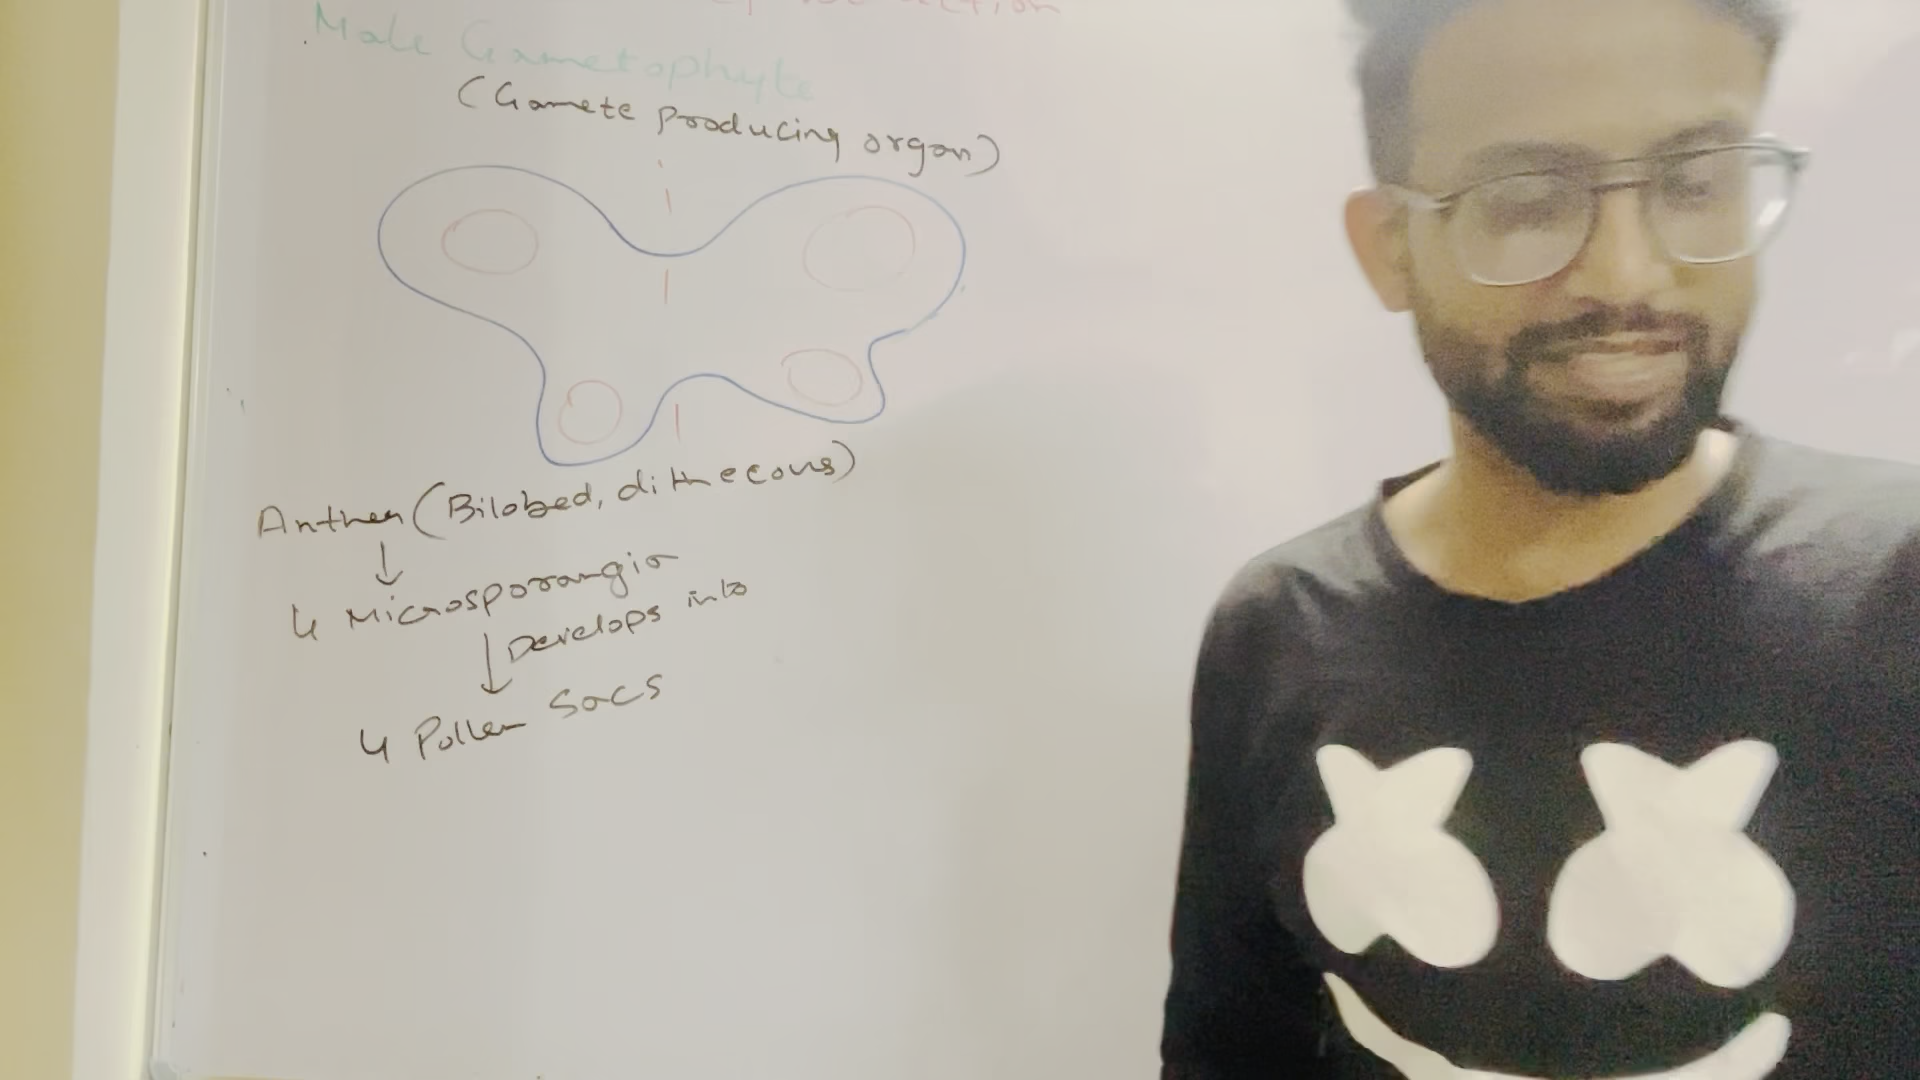 Male Gametophyte
(Gamete producing organ)
Anther (Bilobed, dithecous)
4 Microsporangia
Develops into
4 Pollen Sacs